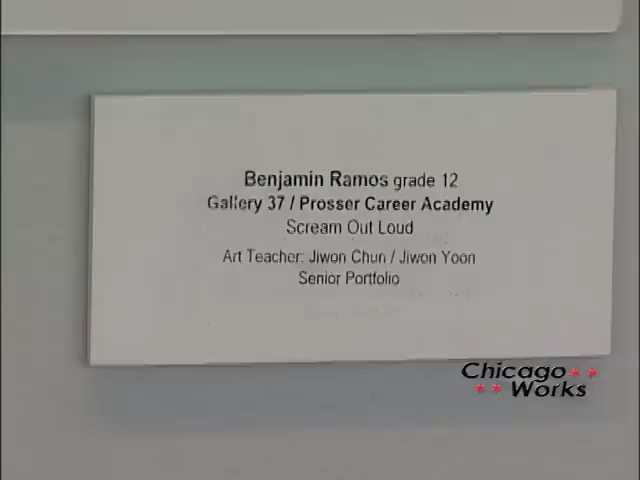 Benjamin Ramos grade 12
Gallery 37 / Prosser Career Academy
Scream Out Loud
Art Teacher: Jiwon Chun / Jiwon Yoon
Senior Portfolio
Chicago
Works